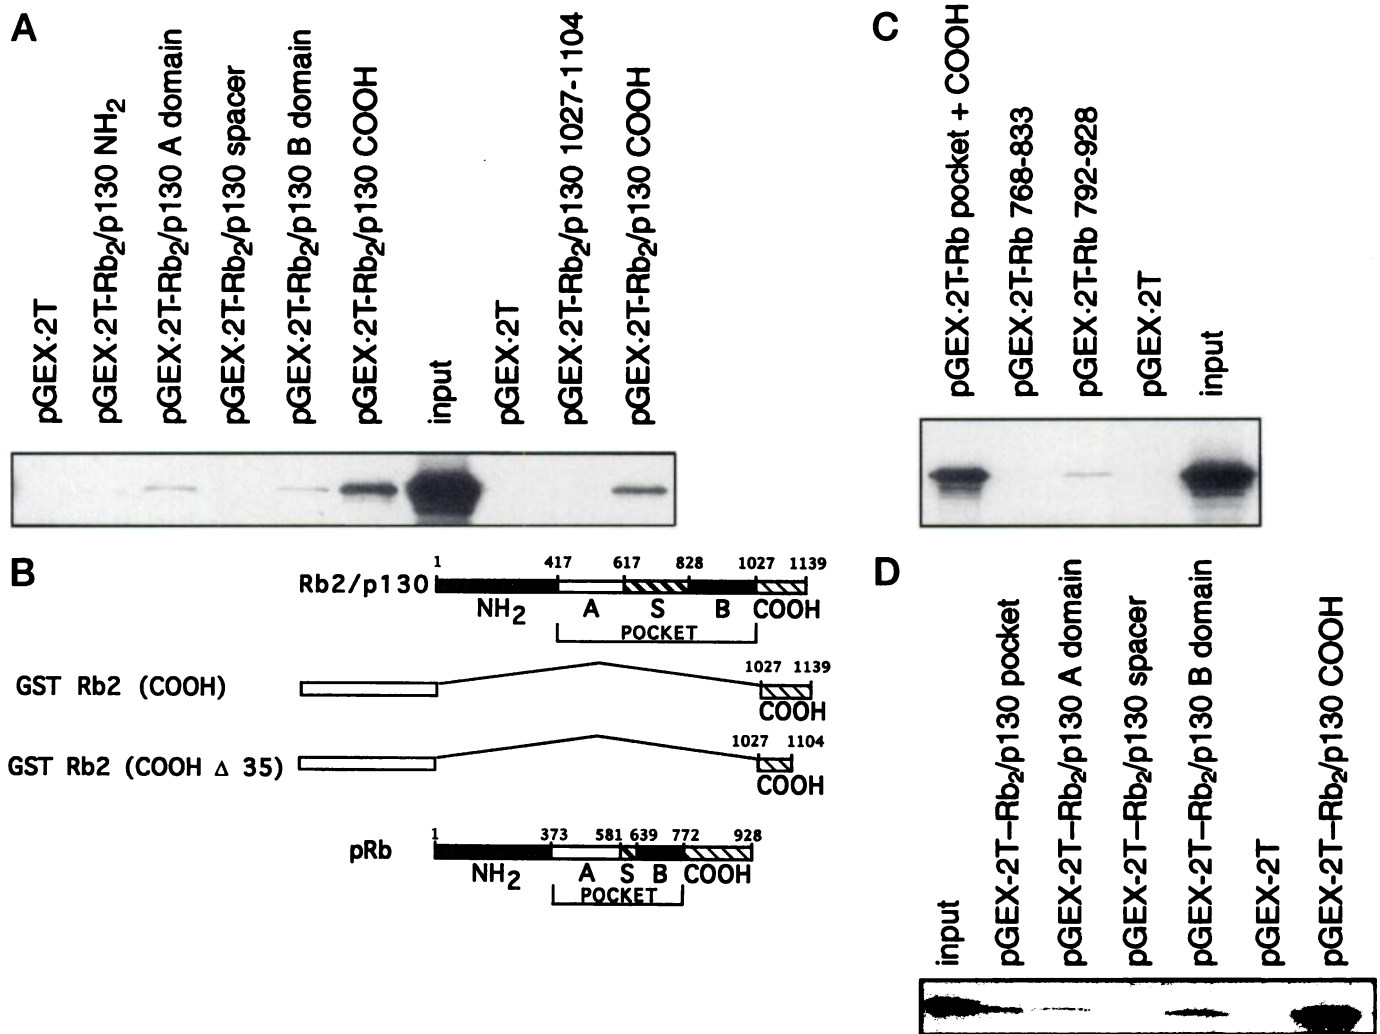 A
pGEX-2T
pGEX-2T-Rb2/p130 NH2
pGEX-2T-Rb2/p130 A domain
pGEX-2T-Rb2/p130 spacer
pGEX-2T-Rb2/p130 B domain
pGEX-2T-Rb2/p130 COOH
input
pGEX-2T
pGEX-2T-Rb2/p130 1027-1104
pGEX-2T-Rb2/p130 COOH
B
1 417 617 828 1027 1139
Rb2/p130
NH2 A S B COOH
POCKET
1027 1139
GST Rb2 (COOH)
COOH
1027 1104
GST Rb2 (COOH Δ 35)
COOH
1 373 581 639 772 928
pRb
NH2 A S B COOH
POCKET
C
pGEX-2T-Rb pocket + COOH
pGEX-2T-Rb 768-833
pGEX-2T-Rb 792-928
pGEX-2T
input
D
input
pGEX-2T–Rb2/p130 pocket
pGEX-2T–Rb2/p130 A domain
pGEX-2T–Rb2/p130 spacer
pGEX-2T–Rb2/p130 B domain
pGEX-2T
pGEX-2T–Rb2/p130 COOH